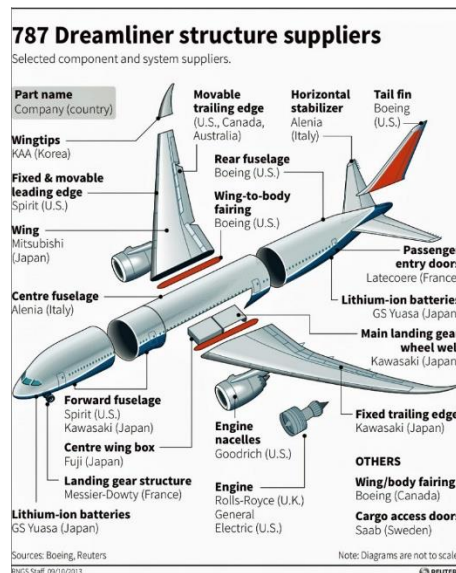 787 Dreamliner structure suppliers
Selected component and system suppliers.
Part name
Company (country)
Wingtips
KAA (Korea)
Fixed & movable
leading edge
Spirit (U.S.)
Wing
Mitsubishi
(Japan)
Centre fuselage
Alenia (Italy)
Movable
trailing edge
(U.S., Canada,
Australia)
Horizontal
stabilizer
Alenia
(Italy)
Tail fin
Boeing
(U.S.)
Rear fuselage
Boeing (U.S.)
Wing-to-body
fairing
Boeing (U.S.)
Passenger
entry doors
Latecoere (France
Lithium-ion batteries
GS Yuasa (Japan
Main landing gear
wheel well
Kawasaki (Japan
Forward fuselage
Spirit (U.S.)
Kawasaki (Japan)
Centre wing box
Fuji (Japan)
Landing gear structure
Messier-Dowty (France)
Lithium-ion batteries
GS Yuasa (Japan)
Engine
nacelles
Goodrich (U.S.)
Engine
Rolls-Royce (U.K.)
General
Electric (U.S.)
Fixed trailing edge
Kawasaki (Japan)
OTHERS
Wing/body fairing
Boeing (Canada)
Cargo access doors
Saab (Sweden)
Sources: Boeing, Reuters
Note: Diagrams are not to scale
RNGS Staff
REUTERS